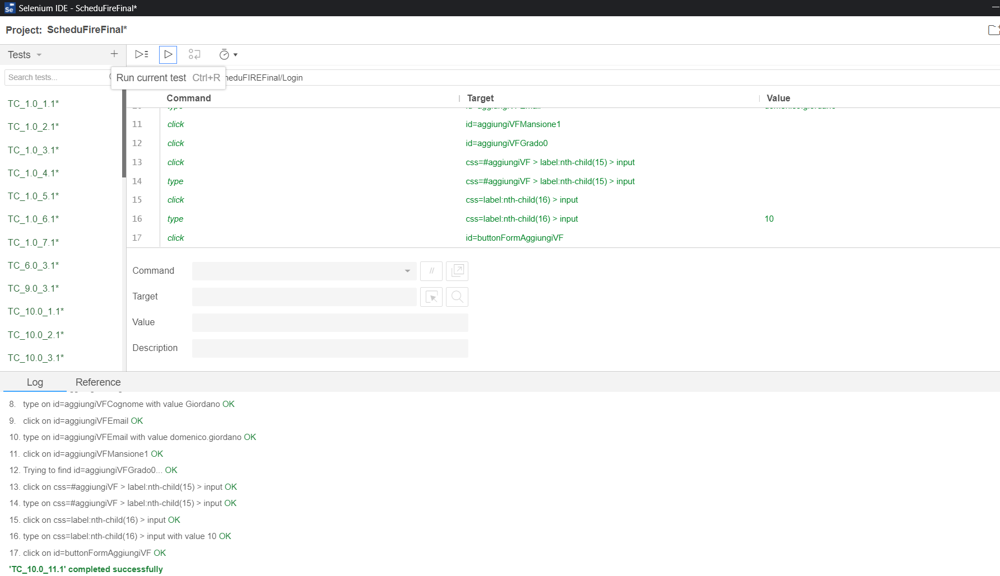 Selenium IDE - ScheduFireFinal*
Project: ScheduFireFinal*
Tests
Search tests...
Run current test Ctrl+R
heduFIREFinal/Login
Command Target Value
11 click id=aggiungiVFMansione1
12 click id=aggiungiVFGrado0
13 click css=#aggiungiVF > label:nth-child(15) > input
14 type css=#aggiungiVF > label:nth-child(15) > input
15 click css=label:nth-child(16) > input
16 type css=label:nth-child(16) > input 10
17 click id=buttonFormAggiungiVF
TC_1.0_1.1*
TC_1.0_2.1*
TC_1.0_3.1*
TC_1.0_4.1*
TC_1.0_5.1*
TC_1.0_6.1*
TC_1.0_7.1*
TC_6.0_3.1*
TC_9.0_3.1*
TC_10.0_1.1*
TC_10.0_2.1*
TC_10.0_3.1*
Command //
Target
Value
Description
Log Reference
8. type on id=aggiungiVFCognome with value Giordano OK
9. click on id=aggiungiVFEmail OK
10. type on id=aggiungiVFEmail with value domenico.giordano OK
11. click on id=aggiungiVFMansione1 OK
12. Trying to find id=aggiungiVFGrado0... OK
13. click on css=#aggiungiVF > label:nth-child(15) > input OK
14. type on css=#aggiungiVF > label:nth-child(15) > input OK
15. click on css=label:nth-child(16) > input OK
16. type on css=label:nth-child(16) > input with value 10 OK
17. click on id=buttonFormAggiungiVF OK
'TC_10.0_11.1' completed successfully